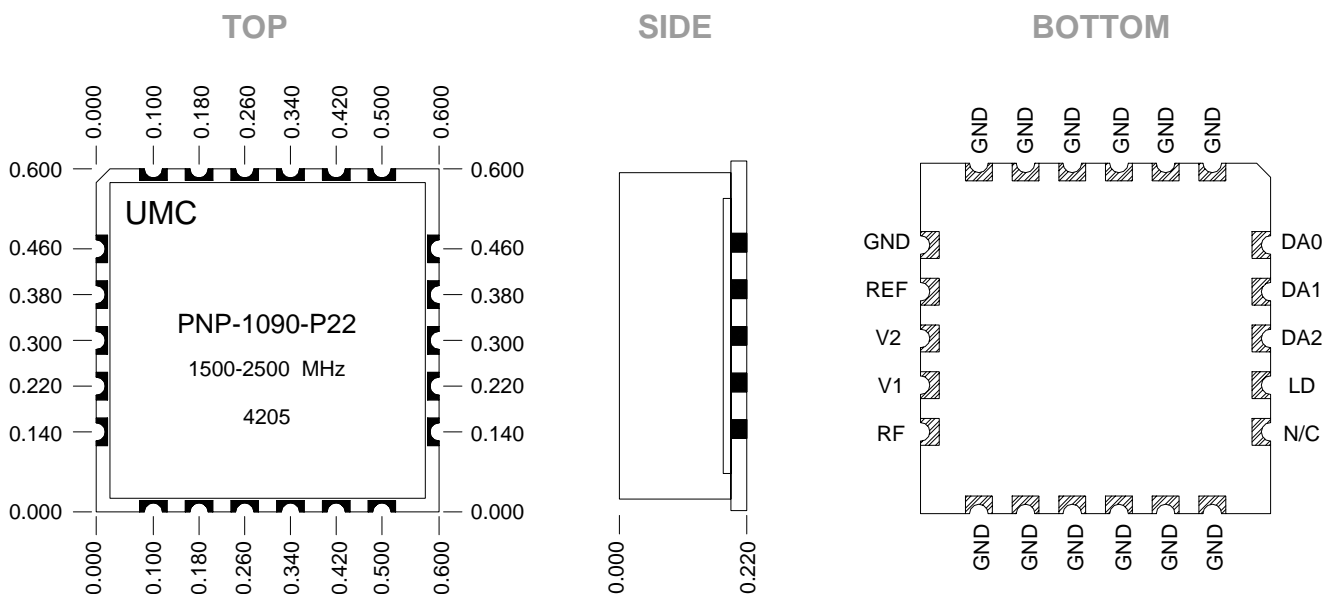 TOP
SIDE
BOTTOM
0.000 0.100 0.180 0.260 0.340 0.420 0.500 0.600
0.600
0.460
0.380
0.300
0.220
0.140
0.000
UMC
PNP-1090-P22
1500-2500 MHz
4205
0.600
0.460
0.380
0.300
0.220
0.140
0.000
0.000 0.100 0.180 0.260 0.340 0.420 0.500 0.600
0.000 0.220
GND GND GND GND GND GND
GND
REF
V2
V1
RF
DA0
DA1
DA2
LD
N/C
GND GND GND GND GND GND